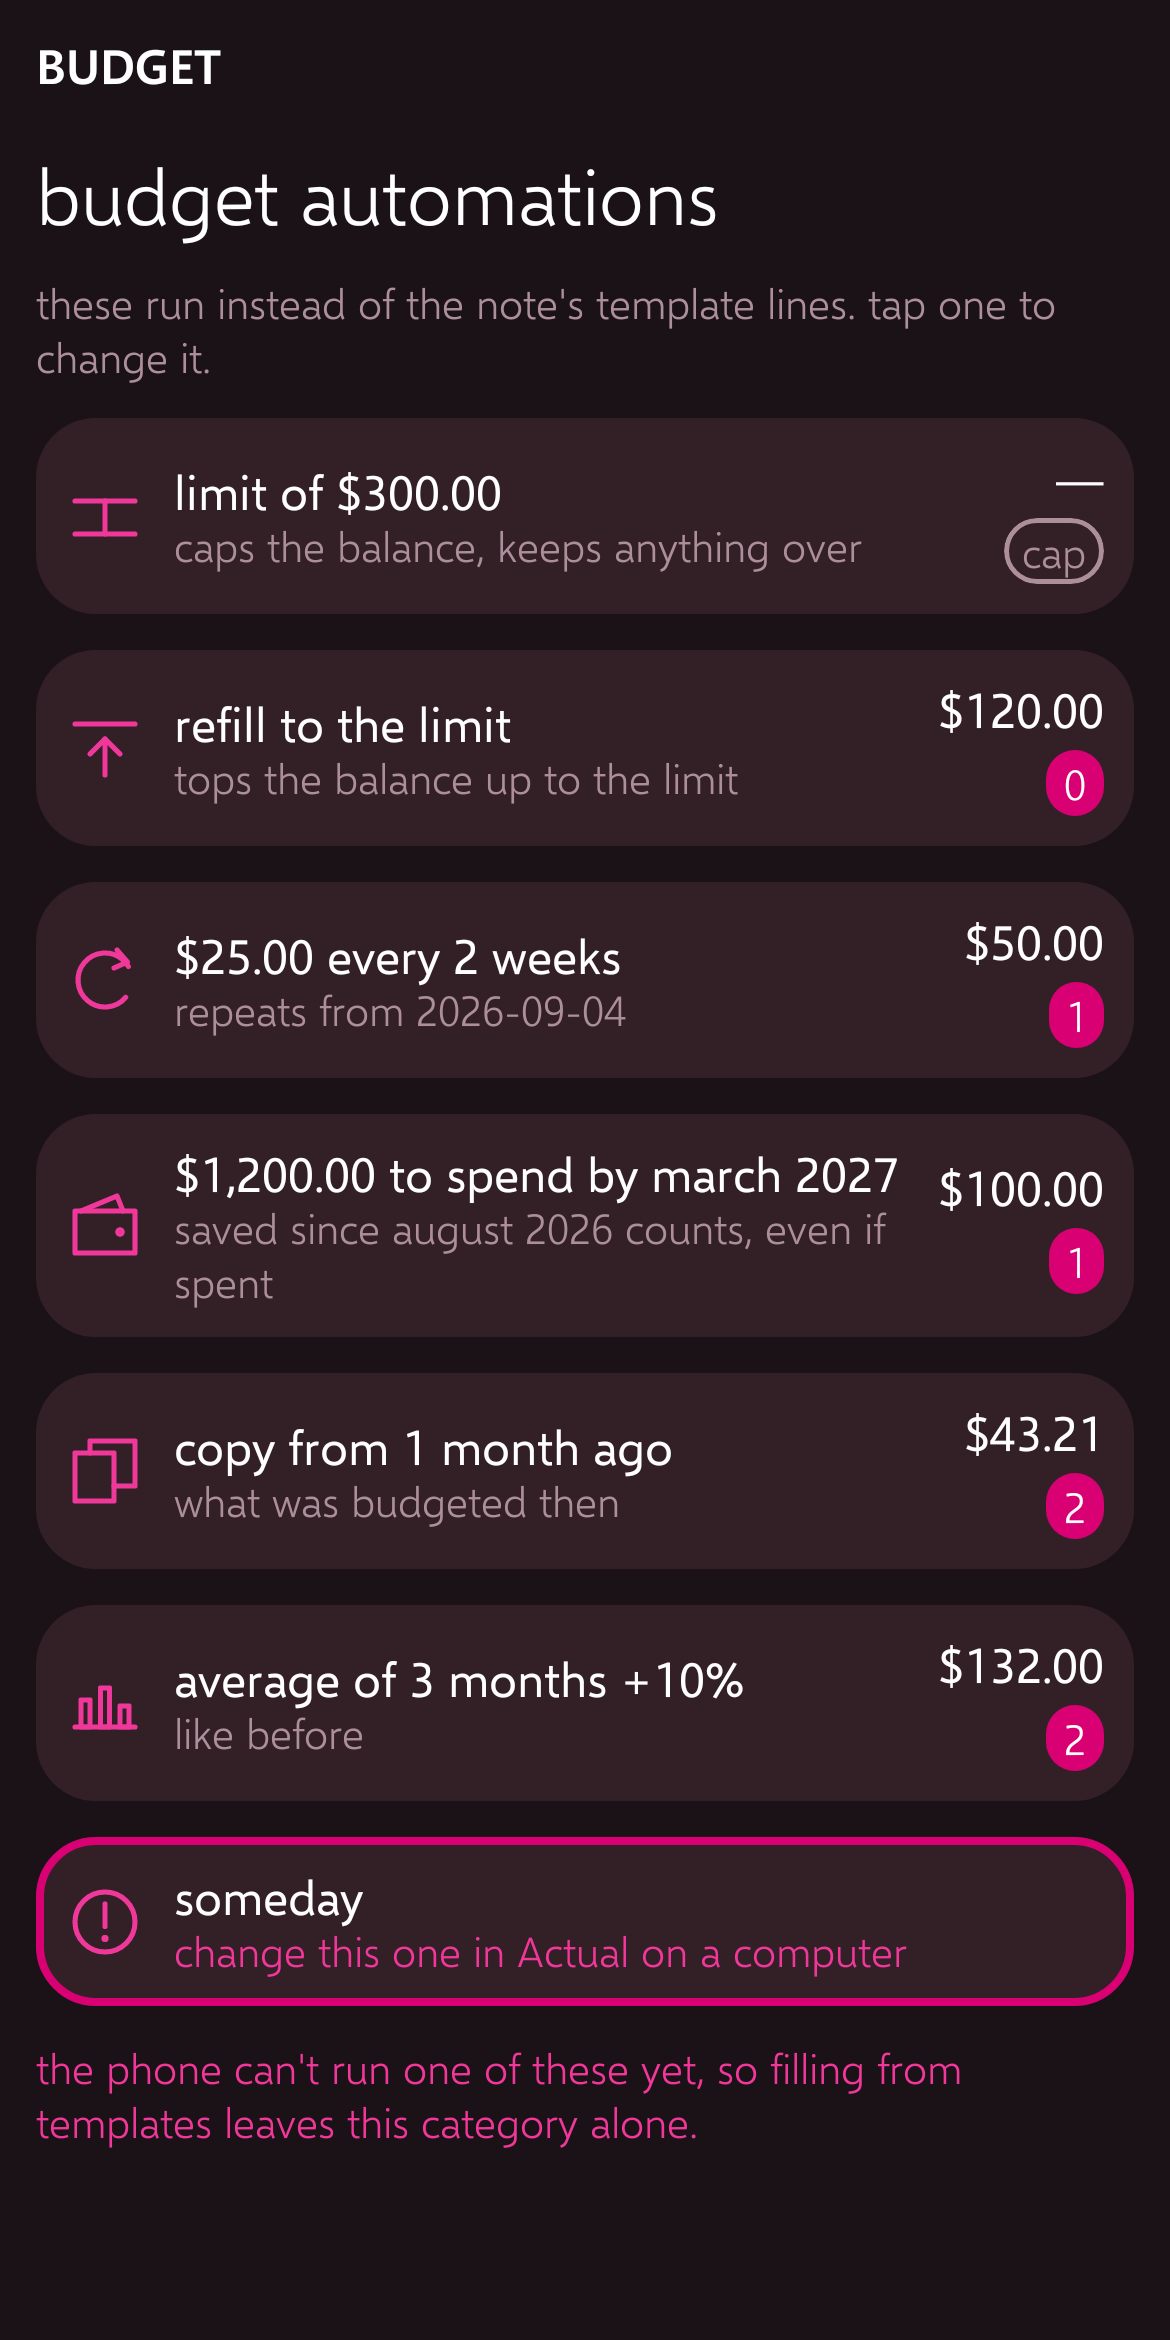 BUDGET
budget automations
these run instead of the note's template lines. tap one to
change it.
limit of $300.00
caps the balance, keeps anything over
—
cap
refill to the limit
tops the balance up to the limit
$120.00
0
$25.00 every 2 weeks
repeats from 2026-09-04
$50.00
1
$1,200.00 to spend by march 2027
saved since august 2026 counts, even if
spent
$100.00
1
copy from 1 month ago
what was budgeted then
$43.21
2
average of 3 months +10%
like before
$132.00
2
someday
change this one in Actual on a computer
the phone can't run one of these yet, so filling from
templates leaves this category alone.